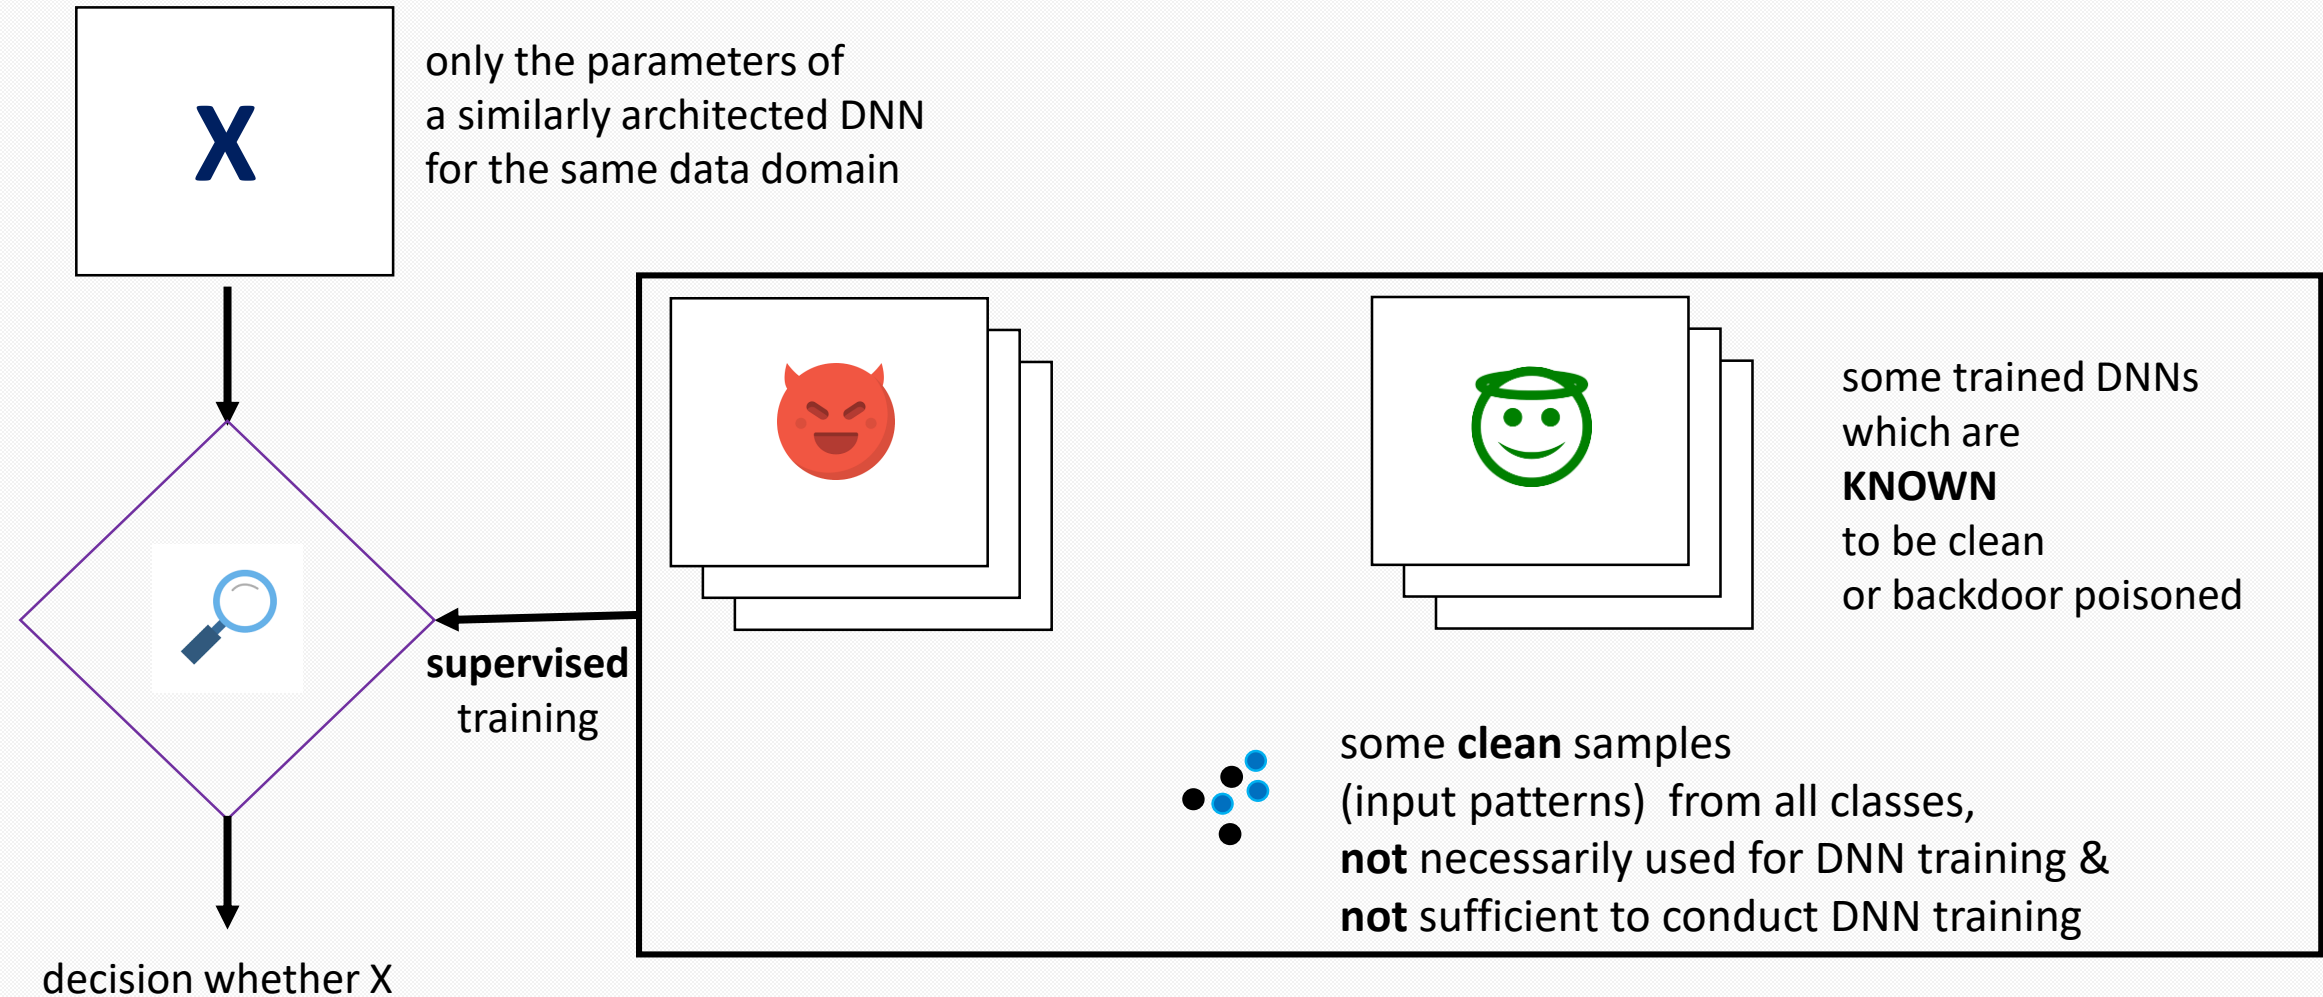 X
only the parameters of
a similarly architected DNN
for the same data domain
some trained DNNs
which are
KNOWN
to be clean
or backdoor poisoned
supervised
training
some clean samples
(input patterns) from all classes,
not necessarily used for DNN training &
not sufficient to conduct DNN training
decision whether X